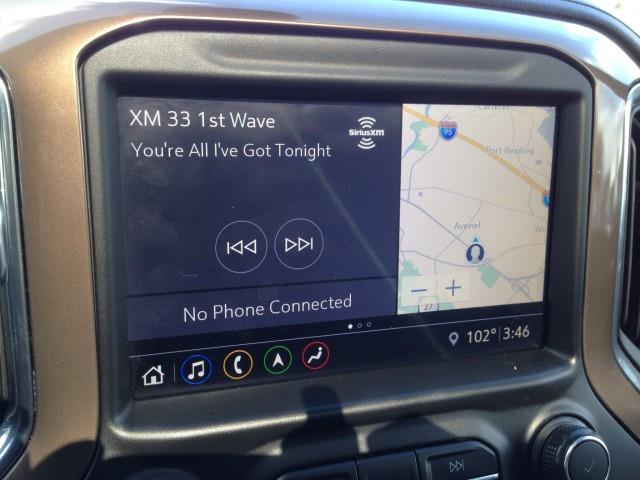 XM 33 1st Wave
SiriusXM
You're All I've Got Tonight
No Phone Connected
Carteret
95
Port Reading
Avenel
27
102° 3:46